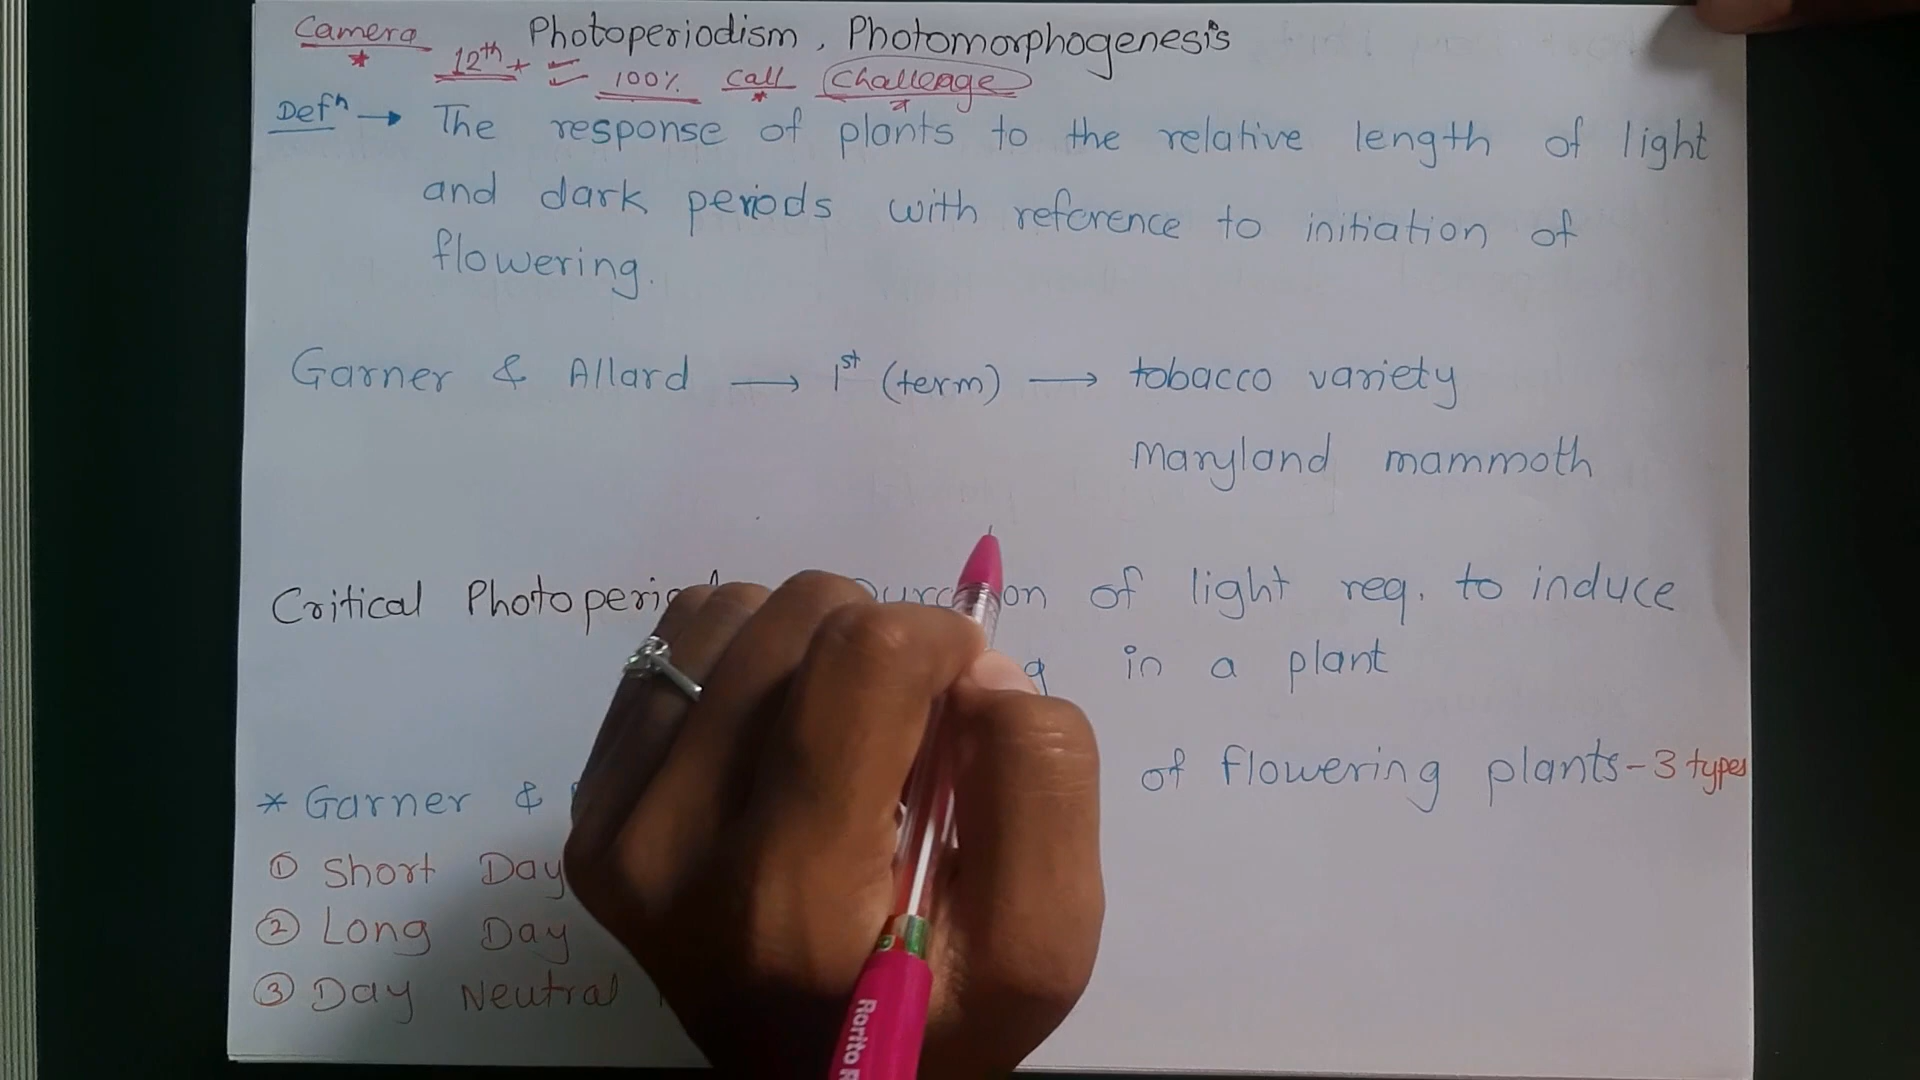 Camera Photoperiodism, Photomorphogenesis
12th 100% Call Challenge
Defn → The response of plants to the relative length of light
and dark periods with reference to initiation of
flowering.
Garner & Allard → 1st (term) → tobacco variety
Maryland mammoth
Critical of light req. to induce
in a plant
* Garner & of flowering plants - 3 types
① Short Day
② Long Day
③ Day Neutral
Rorito